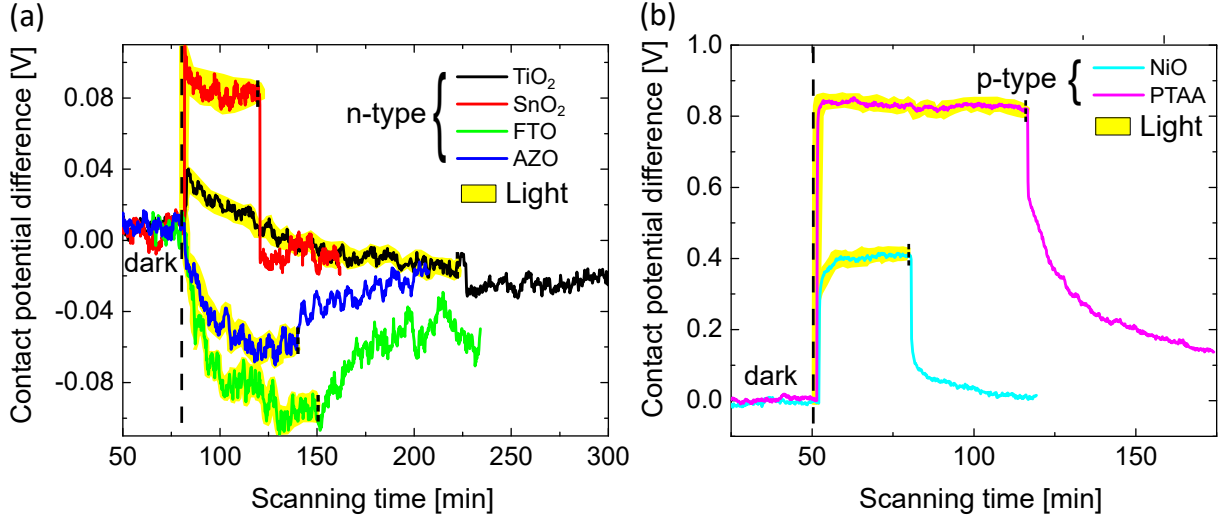 (a)
Contact potential difference [V]
0.08
0.04
0.00
-0.04
-0.08
n-type {
TiO₂
SnO₂
FTO
AZO
Light
dark
50 100 150 200 250 300
Scanning time [min]
(b)
Contact potential difference [V]
1.0
0.8
0.6
0.4
0.2
0.0
p-type {
NiO
PTAA
Light
dark
50 100 150
Scanning time [min]